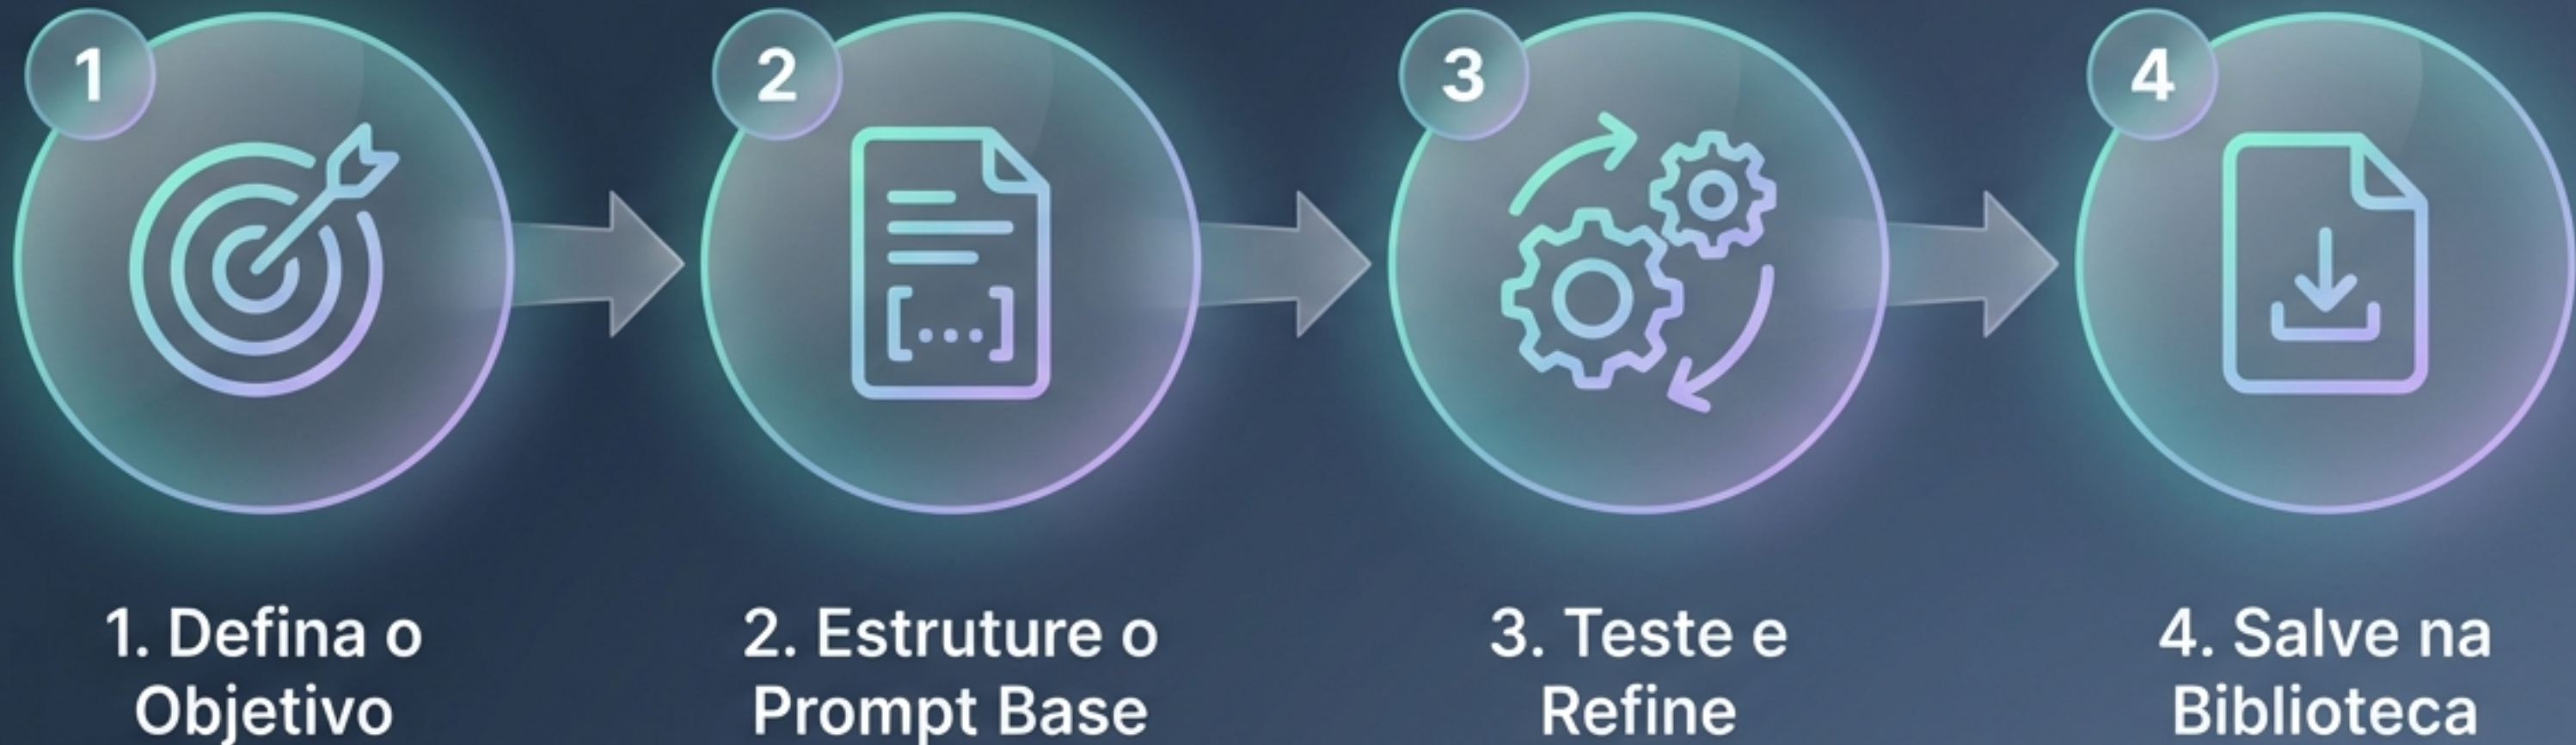 1
2
3
4
[...]
1. Defina o
Objetivo
2. Estruture o
Prompt Base
3. Teste e
Refine
4. Salve na
Biblioteca